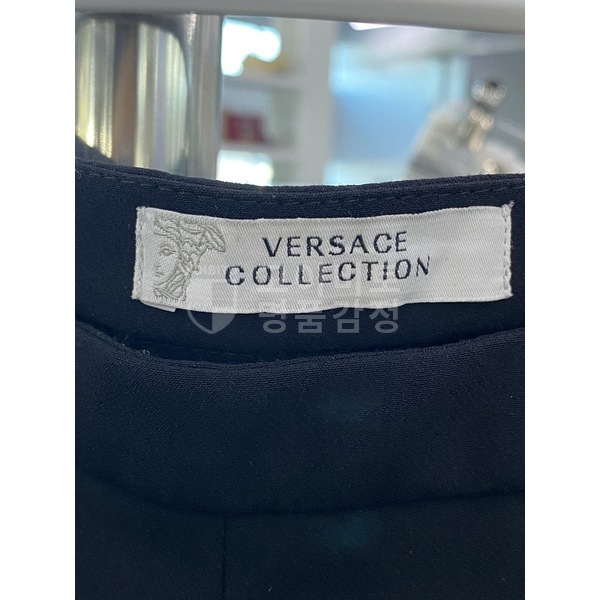 VERSACE
COLLECTION
명품감정